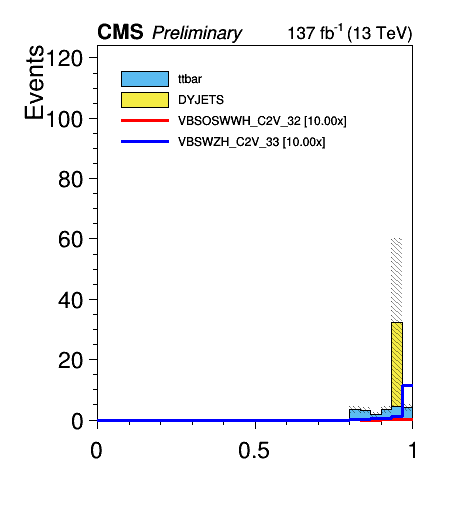 CMS Preliminary 137 fb-1 (13 TeV)
Events
120
100
80
60
40
20
0
ttbar
DYJETS
VBSOSWWH_C2V_32 [10.00x]
VBSWZH_C2V_33 [10.00x]
0 0.5 1